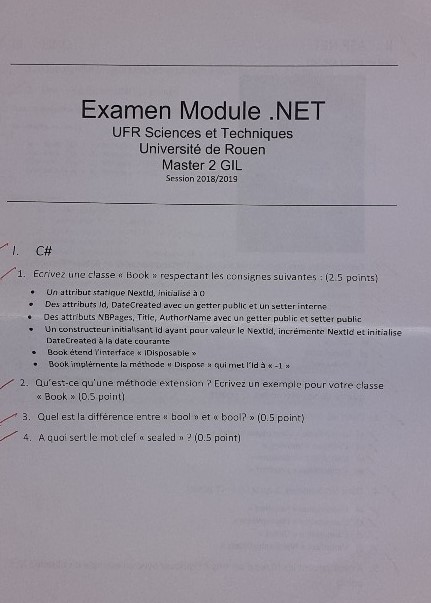 Examen Module .NET
UFR Sciences et Techniques
Université de Rouen
Master 2 GIL
Session 2018/2019
I. C#
1. Ecrivez une classe « Book » respectant les consignes suivantes : (2.5 points)
• Un attribut statique NextId, initialisé à 0
• Des attributs Id, DateCreated avec un getter public et un setter interne
• Des attributs NBPages, Title, AuthorName avec un getter public et setter public
• Un constructeur initialisant Id ayant pour valeur le NextId, incrémente NextId et initialise
DateCreated à la date courante
• Book étend l'interface « IDisposable »
• Book implémente la méthode « Dispose » qui met l'Id à « -1 »
2. Qu'est-ce qu'une méthode extension ? Ecrivez un exemple pour votre classe
« Book » (0.5 point)
3. Quel est la différence entre « bool » et « bool? » (0.5 point)
4. A quoi sert le mot clef « sealed » ? (0.5 point)